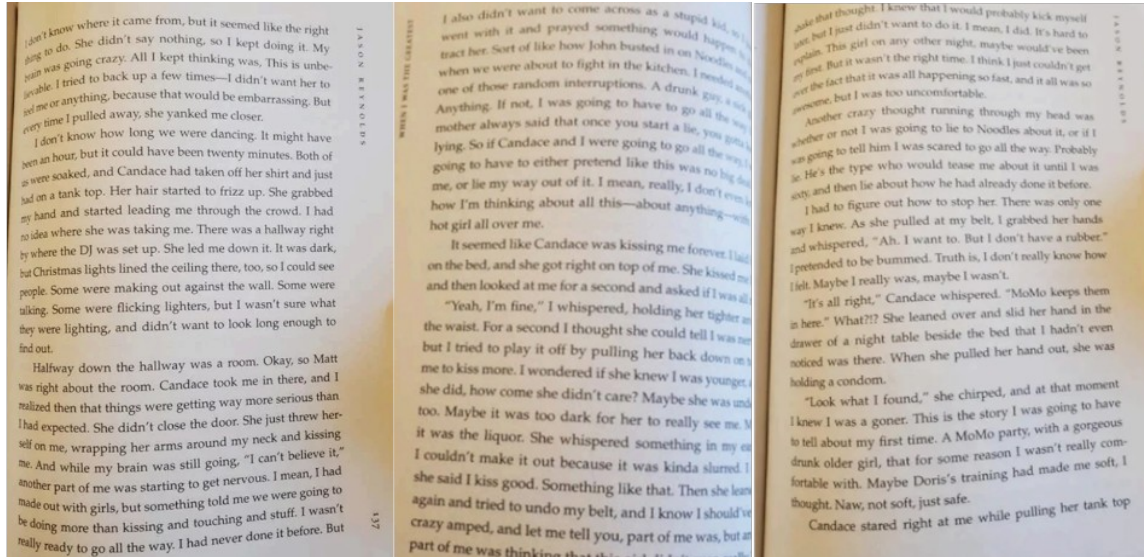 I don't know where it came from, but it seemed like the right
thing to do. She didn't say nothing, so I kept doing it. My
brain was going crazy. All I kept thinking was, This is unbe-
lievable. I tried to back up a few times—I didn't want her to
feel me or anything, because that would be embarrassing. But
every time I pulled away, she yanked me closer.
I don't know how long we were dancing. It might have
been an hour, but it could have been twenty minutes. Both of
us were soaked, and Candace had taken off her shirt and just
had on a tank top. Her hair started to frizz up. She grabbed
my hand and started leading me through the crowd. I had
no idea where she was taking me. There was a hallway right
by where the DJ was set up. She led me down it. It was dark,
but Christmas lights lined the ceiling there, too, so I could see
people. Some were making out against the wall. Some were
talking. Some were flicking lighters, but I wasn't sure what
they were lighting, and didn't want to look long enough to
find out.
Halfway down the hallway was a room. Okay, so Matt
was right about the room. Candace took me in there, and I
realized then that things were getting way more serious than
I had expected. She didn't close the door. She just threw her-
self on me, wrapping her arms around my neck and kissing
me. And while my brain was still going, "I can't believe it,"
another part of me was starting to get nervous. I mean, I had
made out with girls, but something told me we were going to
be doing more than kissing and touching and stuff. I wasn't
really ready to go all the way. I had never done it before. But
JASON REYNOLDS
137
WHEN I WAS THE GREATEST
I also didn't want to come across as a stupid kid, so I
went with it and prayed something would happen to
tract her. Sort of like how John busted in on Noodles and
when we were about to fight in the kitchen. I needed
one of those random interruptions. A drunk guy, a
Anything. If not, I was going to have to go all the way
mother always said that once you start a lie, you gotta
lying. So if Candace and I were going to go all the way, I
going to have to either pretend like this was no big deal
me, or lie my way out of it. I mean, really, I don't even
how I'm thinking about all this—about anything—with
hot girl all over me.
It seemed like Candace was kissing me forever. I laid
on the bed, and she got right on top of me. She kissed me
and then looked at me for a second and asked if I was all
"Yeah, I'm fine," I whispered, holding her tighter
the waist. For a second I thought she could tell I was
but I tried to play it off by pulling her back down on
me to kiss more. I wondered if she knew I was younger,
she did, how come she didn't care? Maybe she was
too. Maybe it was too dark for her to really see me. M
it was the liquor. She whispered something in my
I couldn't make it out because it was kinda slurred. I
she said I kiss good. Something like that. Then she
again and tried to undo my belt, and I know I should've
crazy amped, and let me tell you, part of me was, but
part of me was thinking that
shake that thought. I knew that I would probably kick myself
later, but I just didn't want to do it. I mean, I did. It's hard to
explain. This girl on any other night, maybe would've been
my first. But it wasn't the right time. I think I just couldn't get
over the fact that it was all happening so fast, and it all was so
awesome, but I was too uncomfortable.
Another crazy thought running through my head was
whether or not I was going to lie to Noodles about it, or if I
was going to tell him I was scared to go all the way. Probably
lie. He's the type who would tease me about it until I was
sixty, and then lie about how he had already done it before.
I had to figure out how to stop her. There was only one
way I knew. As she pulled at my belt, I grabbed her hands
and whispered, "Ah. I want to. But I don't have a rubber."
I pretended to be bummed. Truth is, I don't really know how
I felt. Maybe I really was, maybe I wasn't.
"It's all right," Candace whispered. "MoMo keeps them
in here." What?!? She leaned over and slid her hand in the
drawer of a night table beside the bed that I hadn't even
noticed was there. When she pulled her hand out, she was
holding a condom.
"Look what I found," she chirped, and at that moment
I knew I was a goner. This is the story I was going to have
to tell about my first time. A MoMo party, with a gorgeous
drunk older girl, that for some reason I wasn't really com-
fortable with. Maybe Doris's training had made me soft, I
thought. Naw, not soft, just safe.
Candace stared right at me while pulling her tank top
JASON REYNOLDS